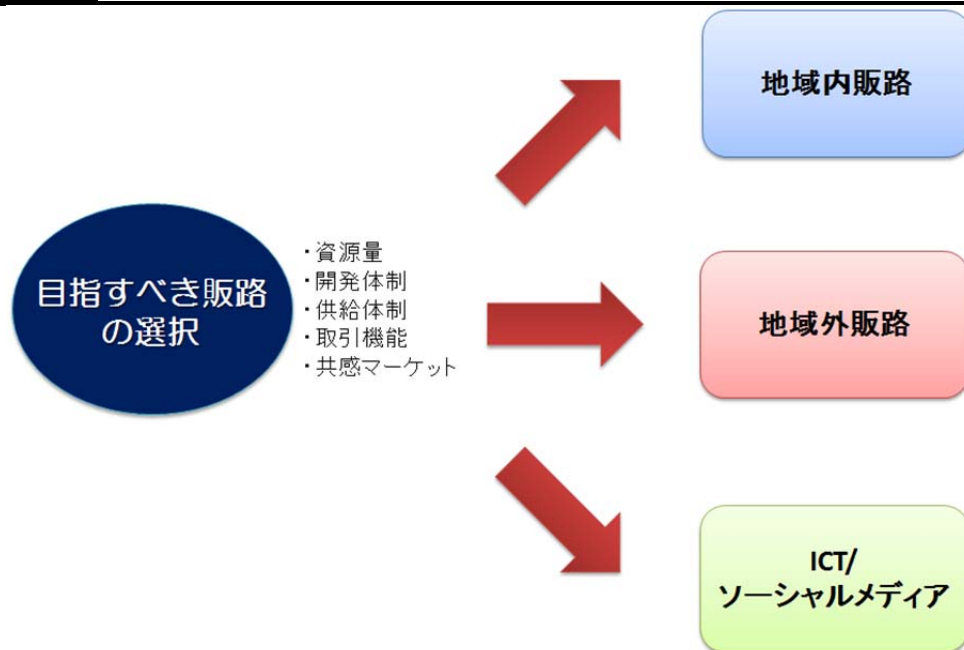 目指すべき販路
の選択
・資源量
・開発体制
・供給体制
・取引機能
・共感マーケット
地域内販路
地域外販路
ICT/
ソーシャルメディア